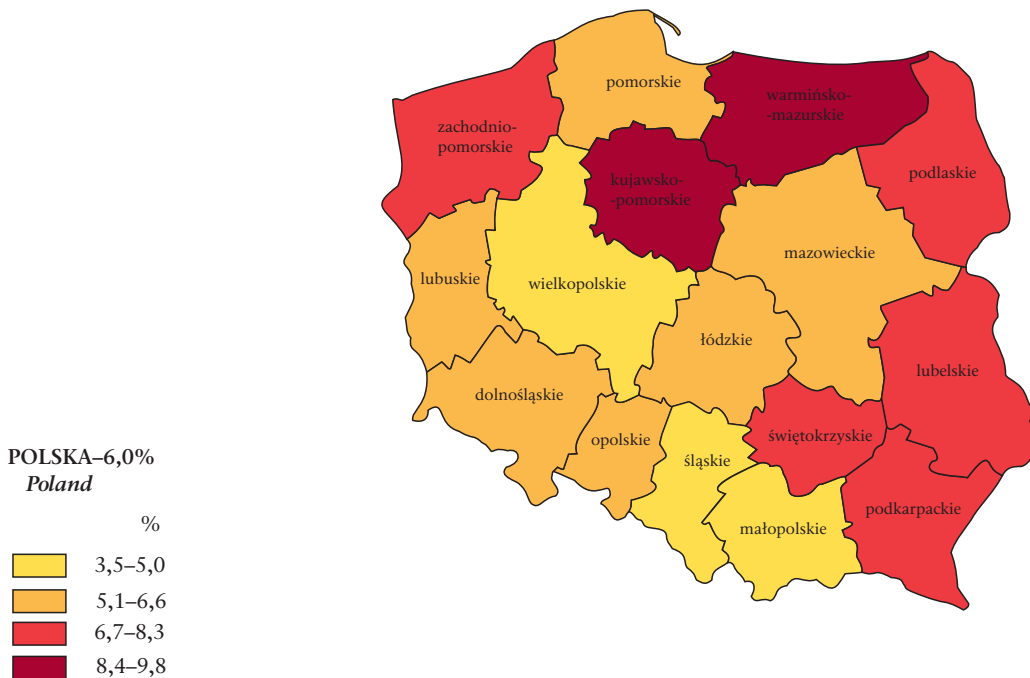 pomorskie
warmińsko-
-mazurskie
zachodnio-
pomorskie
podlaskie
kujawsko-
-pomorskie
mazowieckie
lubuskie
wielkopolskie
łódzkie
lubelskie
dolnośląskie
opolskie
świętokrzyskie
śląskie
podkarpackie
małopolskie
POLSKA–6,0%
Poland
%
3,5–5,0
5,1–6,6
6,7–8,3
8,4–9,8